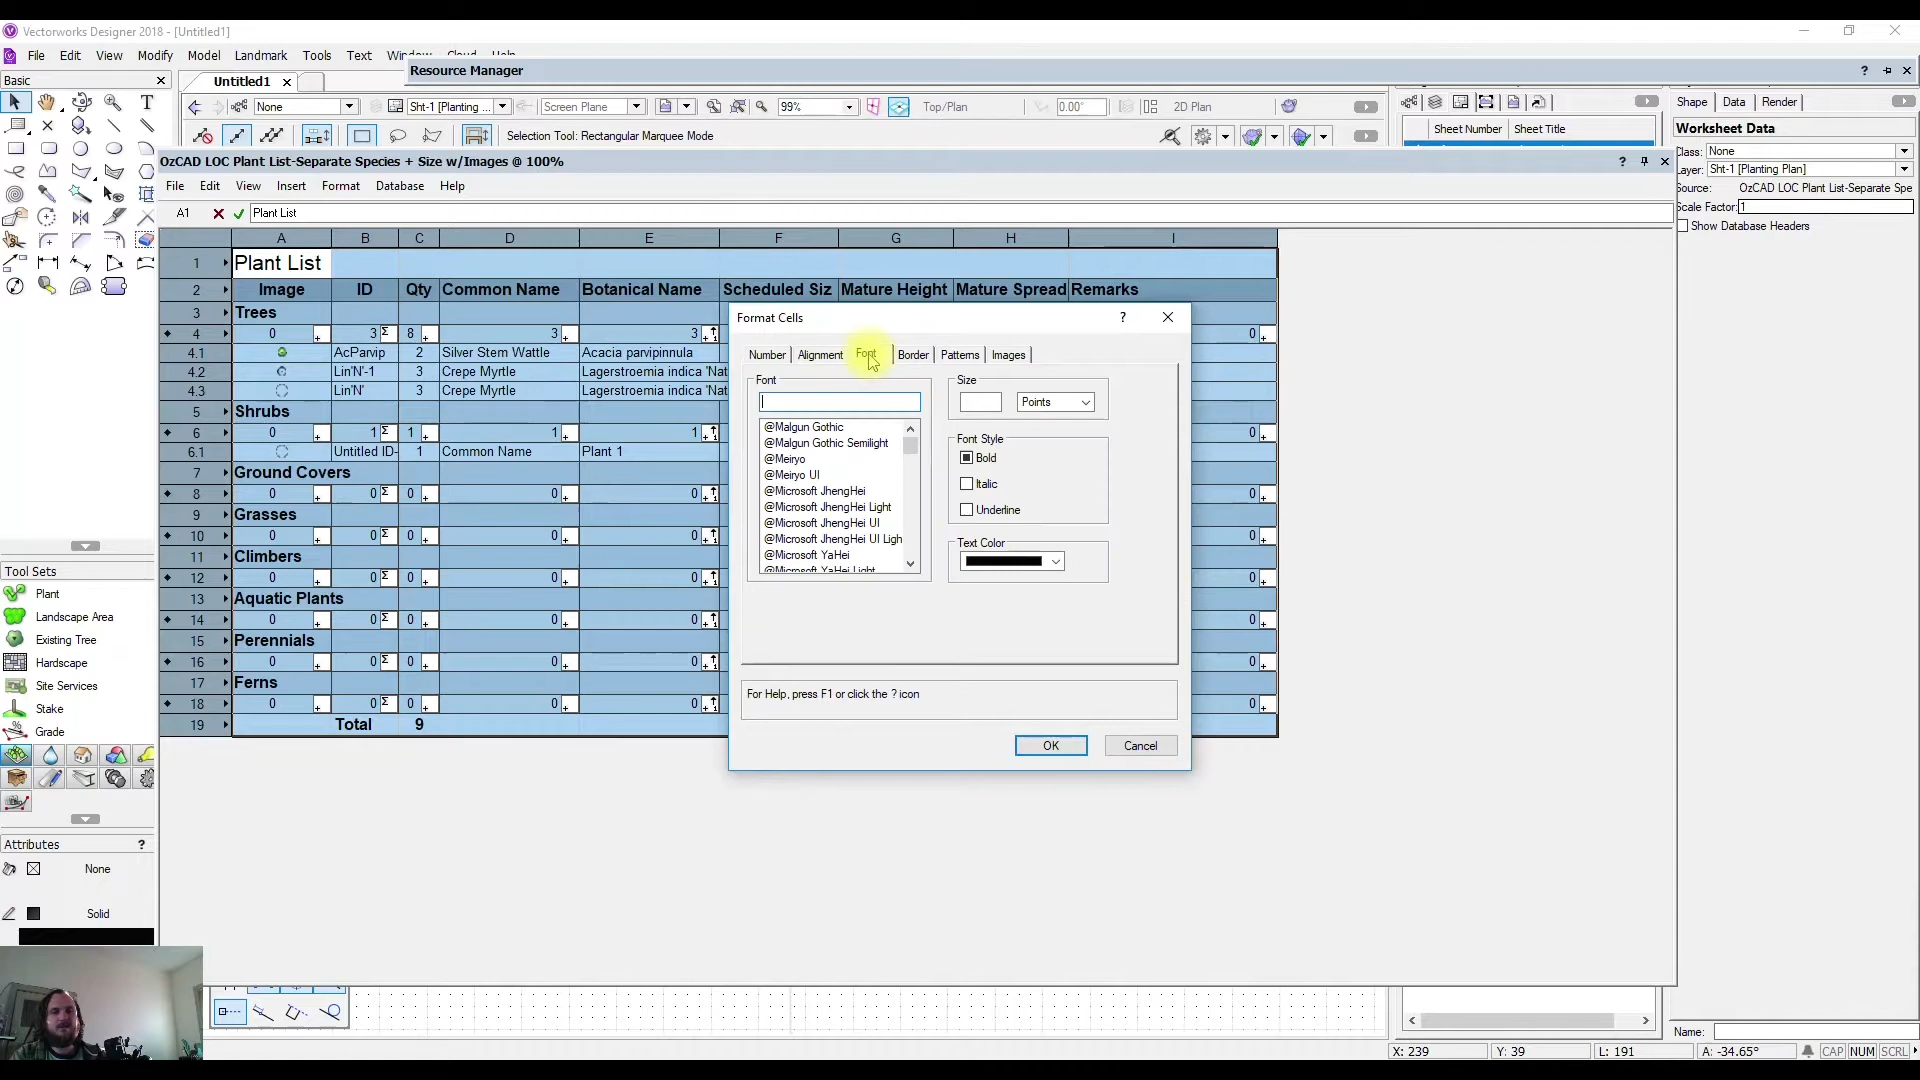 Vectorworks Designer 2018 - [Untitled1]
File Edit View Modify Model Landmark Tools Text Window Cloud Help
Basic
Untitled1
Resource Manager
None
Sht-1 [Planting ...
Screen Plane
99%
Top/Plan
0.00°
2D Plan
Selection Tool: Rectangular Marquee Mode
Shape Data Render
Sheet Number Sheet Title
Worksheet Data
Class: None
Layer: Sht-1 [Planting Plan]
Source: OzCAD LOC Plant List-Separate Spe
Scale Factor: 1
Show Database Headers
OzCAD LOC Plant List-Separate Species + Size w/Images @ 100%
File Edit View Insert Format Database Help
A1 Plant List
A B C D E F G H I
1 Plant List
2 Image ID Qty Common Name Botanical Name Scheduled Siz Mature Height Mature Spread Remarks
3 Trees
4 0 3 Σ 8 3 3 0
4.1 AcParvip 2 Silver Stem Wattle Acacia parvipinnula
4.2 Lin'N'-1 3 Crepe Myrtle Lagerstroemia indica 'Nat
4.3 Lin'N' 3 Crepe Myrtle Lagerstroemia indica 'Nat
5 Shrubs
6 0 1 Σ 1 1 1 0
6.1 Untitled ID- 1 Common Name Plant 1
7 Ground Covers
8 0 0 Σ 0 0 0 0
9 Grasses
10 0 0 Σ 0 0 0 0
11 Climbers
12 0 0 Σ 0 0 0 0
13 Aquatic Plants
14 0 0 Σ 0 0 0 0
15 Perennials
16 0 0 Σ 0 0 0 0
17 Ferns
18 0 0 Σ 0 0 0 0
19 Total 9
Format Cells
Number Alignment Font Border Patterns Images
Font
@Malgun Gothic
@Malgun Gothic Semilight
@Meiryo
@Meiryo UI
@Microsoft JhengHei
@Microsoft JhengHei Light
@Microsoft JhengHei UI
@Microsoft JhengHei UI Ligh
@Microsoft YaHei
@Microsoft YaHei Light
Size
Points
Font Style
Bold
Italic
Underline
Text Color
For Help, press F1 or click the ? icon
OK Cancel
Tool Sets
Plant
Landscape Area
Existing Tree
Hardscape
Site Services
Stake
Grade
Attributes ?
None
Solid
Name:
X: 239 Y: 39 L: 191 A: -34.65° CAP NUM SCRL